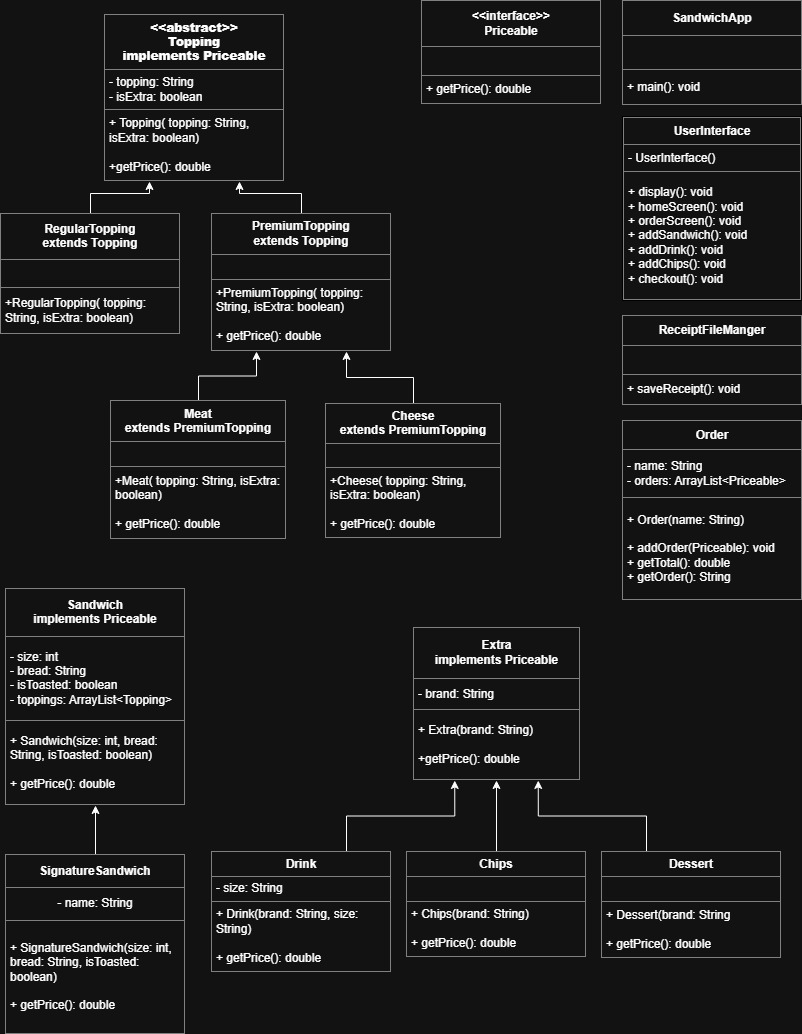 <<abstract>>
Topping
implements Priceable
- topping: String
- isExtra: boolean
+ Topping( topping: String,
isExtra: boolean)
+getPrice(): double
<<interface>>
Priceable
+ getPrice(): double
SandwichApp
+ main(): void
UserInterface
- UserInterface()
+ display(): void
+ homeScreen(): void
+ orderScreen(): void
+ addSandwich(): void
+ addDrink(): void
+ addChips(): void
+ checkout(): void
RegularTopping
extends Topping
+RegularTopping( topping:
String, isExtra: boolean)
PremiumTopping
extends Topping
+PremiumTopping( topping:
String, isExtra: boolean)
+ getPrice(): double
ReceiptFileManger
+ saveReceipt(): void
Meat
extends PremiumTopping
+Meat( topping: String, isExtra:
boolean)
+ getPrice(): double
Cheese
extends PremiumTopping
+Cheese( topping: String,
isExtra: boolean)
+ getPrice(): double
Order
- name: String
- orders: ArrayList<Priceable>
+ Order(name: String)
+ addOrder(Priceable): void
+ getTotal(): double
+ getOrder(): String
Sandwich
implements Priceable
- size: int
- bread: String
- isToasted: boolean
- toppings: ArrayList<Topping>
+ Sandwich(size: int, bread:
String, isToasted: boolean)
+ getPrice(): double
Extra
implements Priceable
- brand: String
+ Extra(brand: String)
+getPrice(): double
SignatureSandwich
- name: String
+ SignatureSandwich(size: int,
bread: String, isToasted:
boolean)
+ getPrice(): double
Drink
- size: String
+ Drink(brand: String, size:
String)
+ getPrice(): double
Chips
+ Chips(brand: String)
+ getPrice(): double
Dessert
+ Dessert(brand: String
+ getPrice(): double